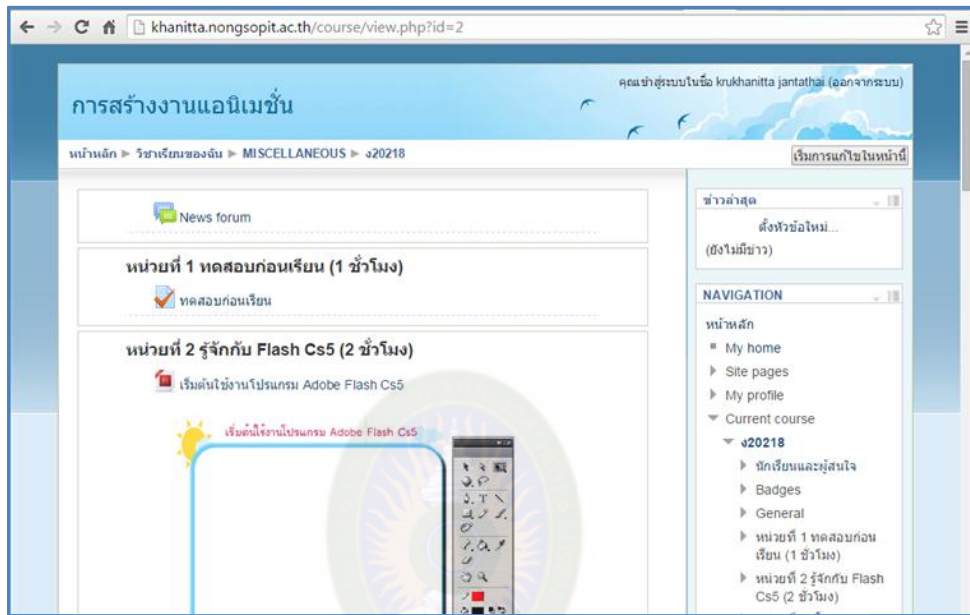 khanitta.nongsopit.ac.th/course/view.php?id=2
คุณเข้าสู่ระบบในชื่อ krukhanitta jantathai (ออกจากระบบ)
การสร้างงานแอนิเมชั่น
หน้าหลัก ► วิชาเรียนของฉัน ► MISCELLANEOUS ► ง20218
เริ่มการแก้ไขในหน้านี้
News forum
หน่วยที่ 1 ทดสอบก่อนเรียน (1 ชั่วโมง)
ทดสอบก่อนเรียน
หน่วยที่ 2 รู้จักกับ Flash Cs5 (2 ชั่วโมง)
เริ่มต้นใช้งานโปรแกรม Adobe Flash Cs5
เริ่มต้นใช้งานโปรแกรม Adobe Flash Cs5
ข่าวล่าสุด
ตั้งหัวข้อใหม่...
(ยังไม่มีข่าว)
NAVIGATION
หน้าหลัก
My home
Site pages
My profile
Current course
ง20218
นักเรียนและผู้สนใจ
Badges
General
หน่วยที่ 1 ทดสอบก่อน
เรียน (1 ชั่วโมง)
หน่วยที่ 2 รู้จักกับ Flash
Cs5 (2 ชั่วโมง)